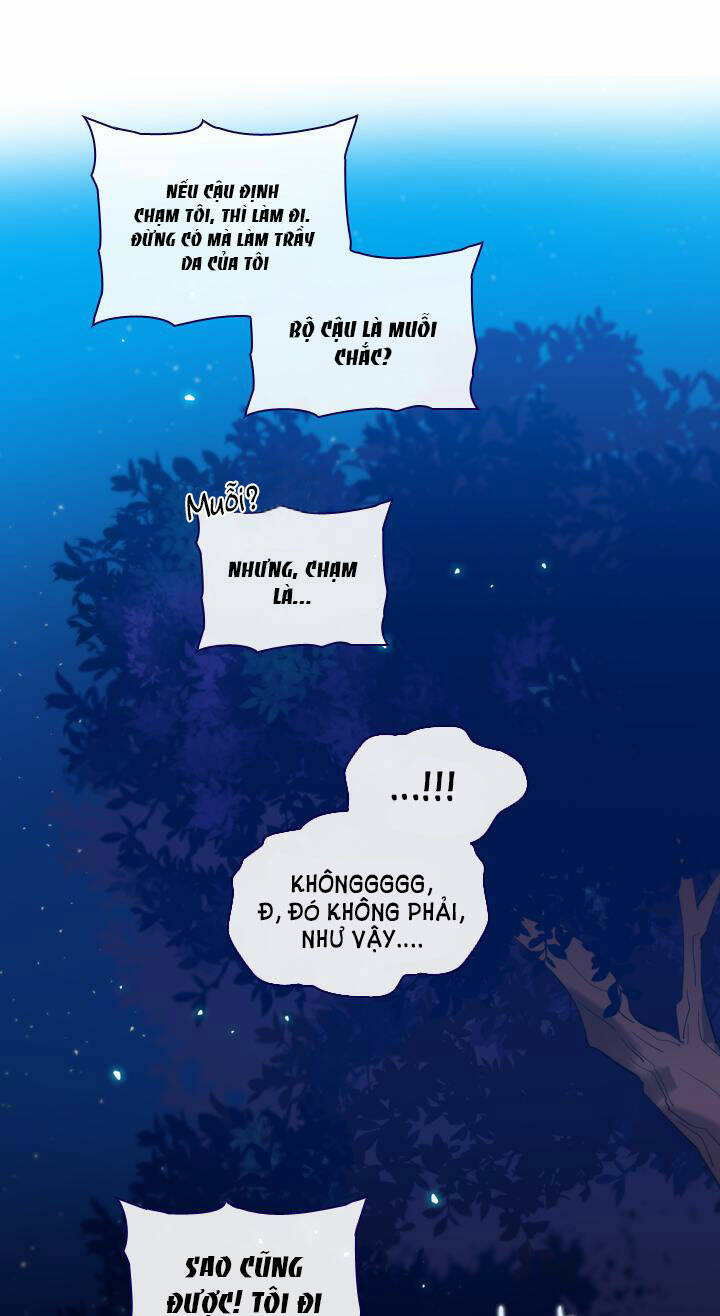 NẾU CẬU ĐỊNH
CHẠM TÔI, THÌ LÀM ĐI.
ĐỪNG CÓ MÀ LÀM TRẦY
DA CỦA TÔI
BỘ CẬU LÀ MUỖI
CHẮC?
Muỗi?
NHƯNG, CHẠM
LÀ...
...!!!
KHÔNGGGGG,
Đ, ĐÓ KHÔNG PHẢI,
NHƯ VẬY....
SAO CŨNG
ĐƯỢC! TÔI ĐI